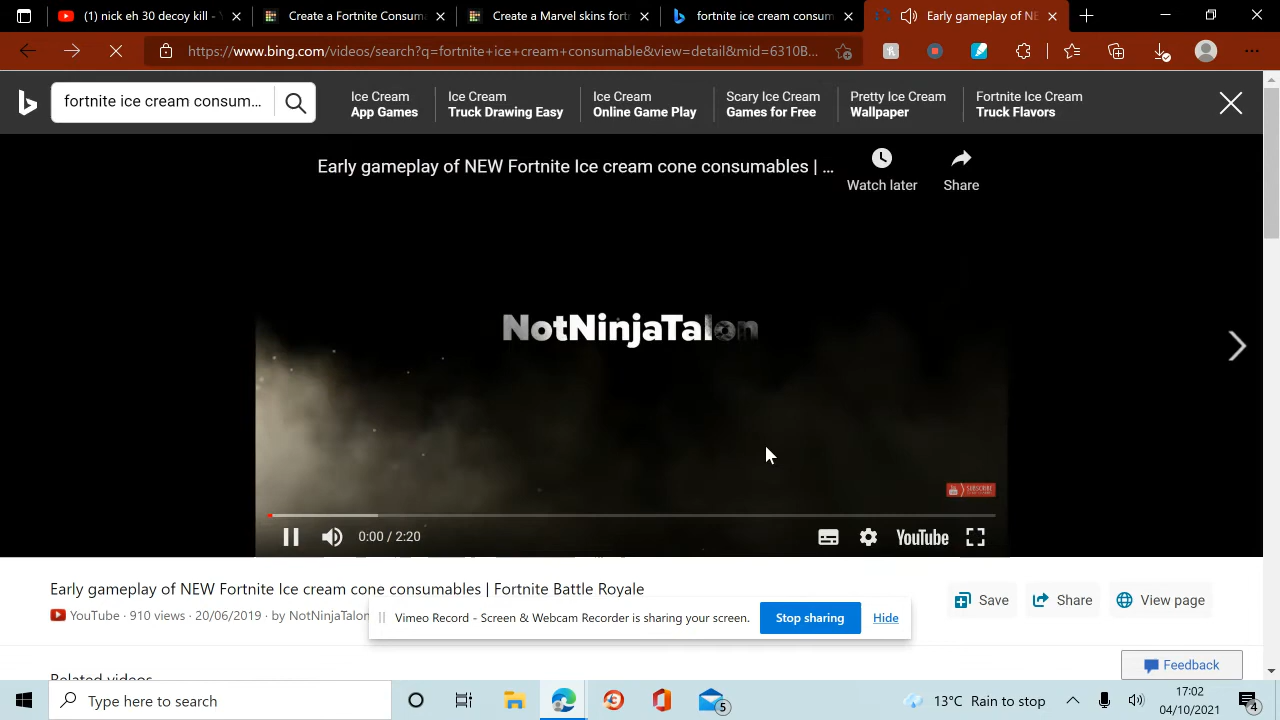 (1) nick eh 30 decoy kill - Y
Create a Fortnite Consuma
Create a Marvel skins fort
fortnite ice cream consum
Early gameplay of NE
https://www.bing.com/videos/search?q=fortnite+ice+cream+consumable&view=detail&mid=6310B...
fortnite ice cream consum...
Ice Cream
App Games
Ice Cream
Truck Drawing Easy
Ice Cream
Online Game Play
Scary Ice Cream
Games for Free
Pretty Ice Cream
Wallpaper
Fortnite Ice Cream
Truck Flavors
Early gameplay of NEW Fortnite Ice cream cone consumables | ...
Watch later
Share
NotNinjaTalon
SUBSCRIBE
0:00 / 2:20
YouTube
Early gameplay of NEW Fortnite Ice cream cone consumables | Fortnite Battle Royale
YouTube · 910 views · 20/06/2019 · by NotNinjaTalon
Save
Share
View page
Vimeo Record - Screen & Webcam Recorder is sharing your screen.
Stop sharing
Hide
Related videos
Feedback
Type here to search
5
13°C Rain to stop
17:02
04/10/2021
4